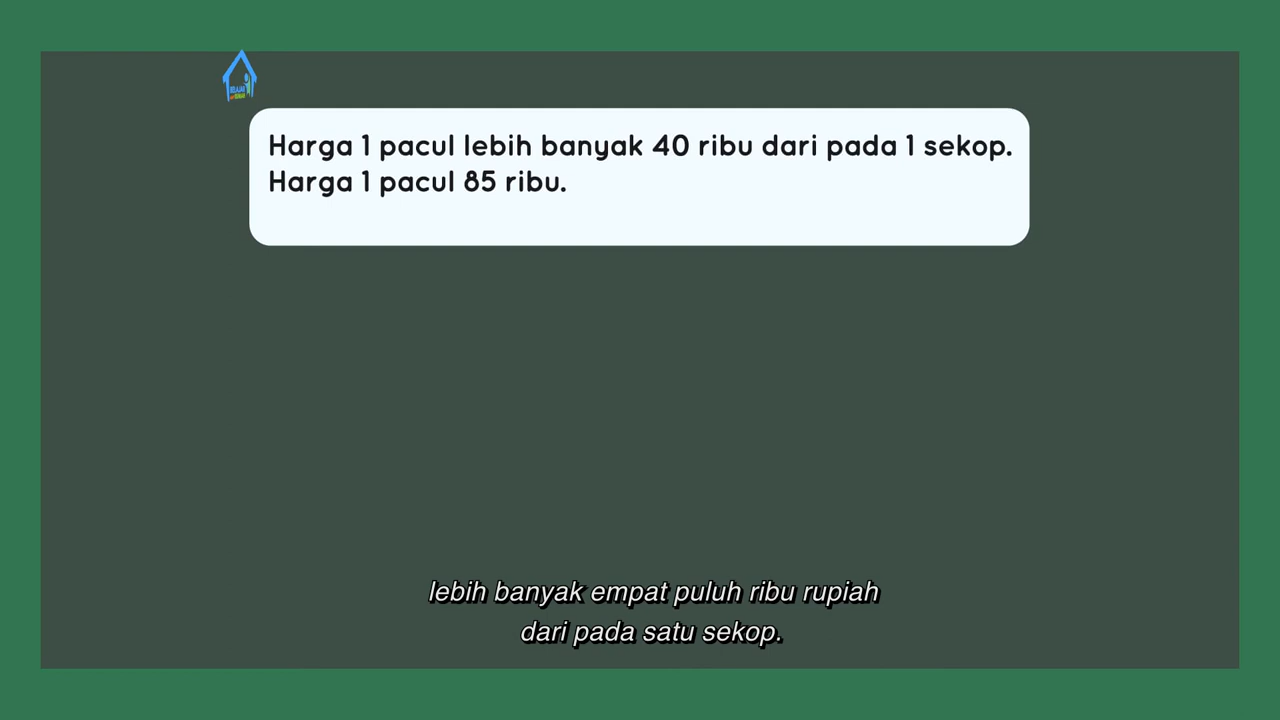 Harga 1 pacul lebih banyak 40 ribu dari pada 1 sekop.
Harga 1 pacul 85 ribu.
lebih banyak empat puluh ribu rupiah
dari pada satu sekop.